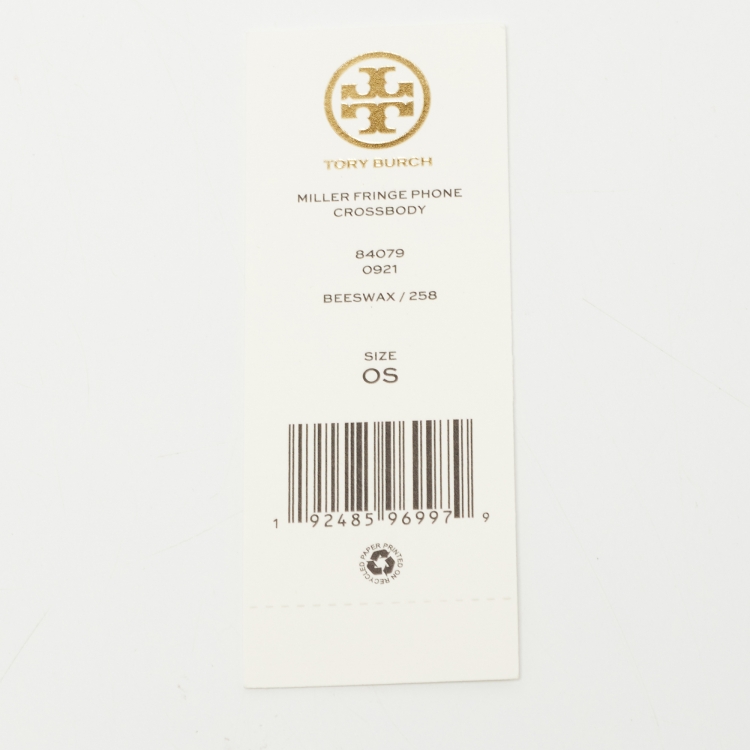 TORY BURCH
MILLER FRINGE PHONE
CROSSBODY
84079
0921
BEESWAX / 258
SIZE
OS
1 92485 96997 9
PAPER PRINTED ON RECYCLED